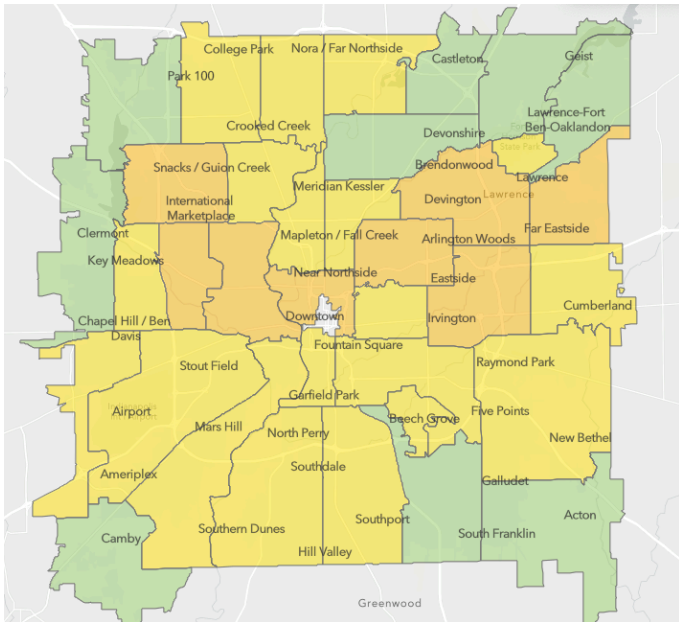 College Park
Nora / Far Northside
Castleton
Geist
Park 100
Lawrence-Fort
Ben-Oaklandon
Crooked Creek
Devonshire
State Park
Snacks / Guion Creek
Brendonwood
Lawrence
Meridian Kessler
Lawrence
International
Marketplace
Devington
Clermont
Mapleton / Fall Creek
Arlington Woods
Far Eastside
Key Meadows
Near Northside
Eastside
Cumberland
Downtown
Irvington
Chapel Hill / Ben
Davis
Fountain Square
Stout Field
Raymond Park
Garfield Park
Airport
Beech Grove
Five Points
Mars Hill
North Perry
New Bethel
Southdale
Ameriplex
Galludet
Southport
Acton
Southern Dunes
South Franklin
Camby
Hill Valley
Greenwood